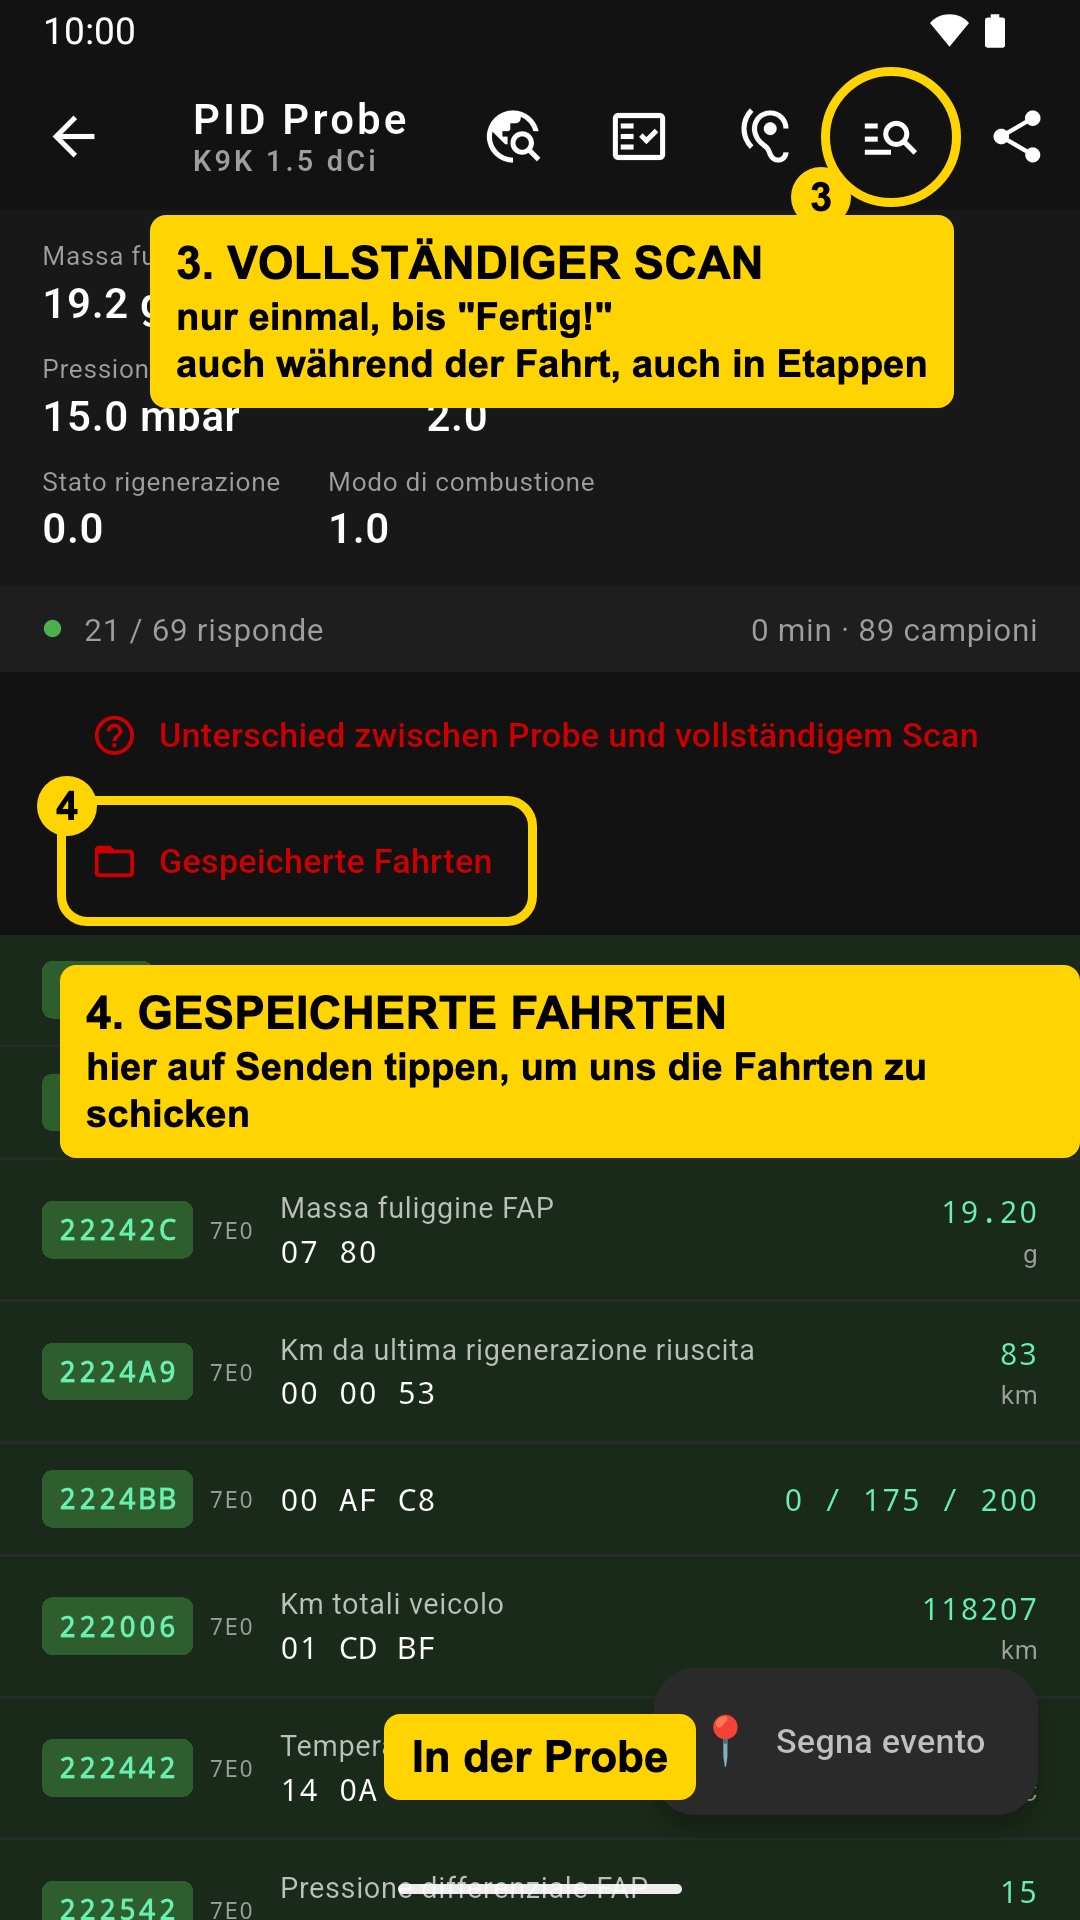 10:00
PID Probe
K9K 1.5 dCi
3
3. VOLLSTÄNDIGER SCAN
nur einmal, bis "Fertig!"
auch während der Fahrt, auch in Etappen
Massa fu
19.2 g
Pression
15.0 mbar 2.0
Stato rigenerazione Modo di combustione
0.0 1.0
21 / 69 risponde 0 min · 89 campioni
Unterschied zwischen Probe und vollständigem Scan
4
Gespeicherte Fahrten
4. GESPEICHERTE FAHRTEN
hier auf Senden tippen, um uns die Fahrten zu
schicken
22242C 7E0 Massa fuliggine FAP 19.20
07 80 g
2224A9 7E0 Km da ultima rigenerazione riuscita 83
00 00 53 km
2224BB 7E0 00 AF C8 0 / 175 / 200
222006 7E0 Km totali veicolo 118207
01 CD BF km
222442 7E0 Tempera
14 0A
In der Probe
Segna evento
222542 7E0 Pressione differenziale FAP 15